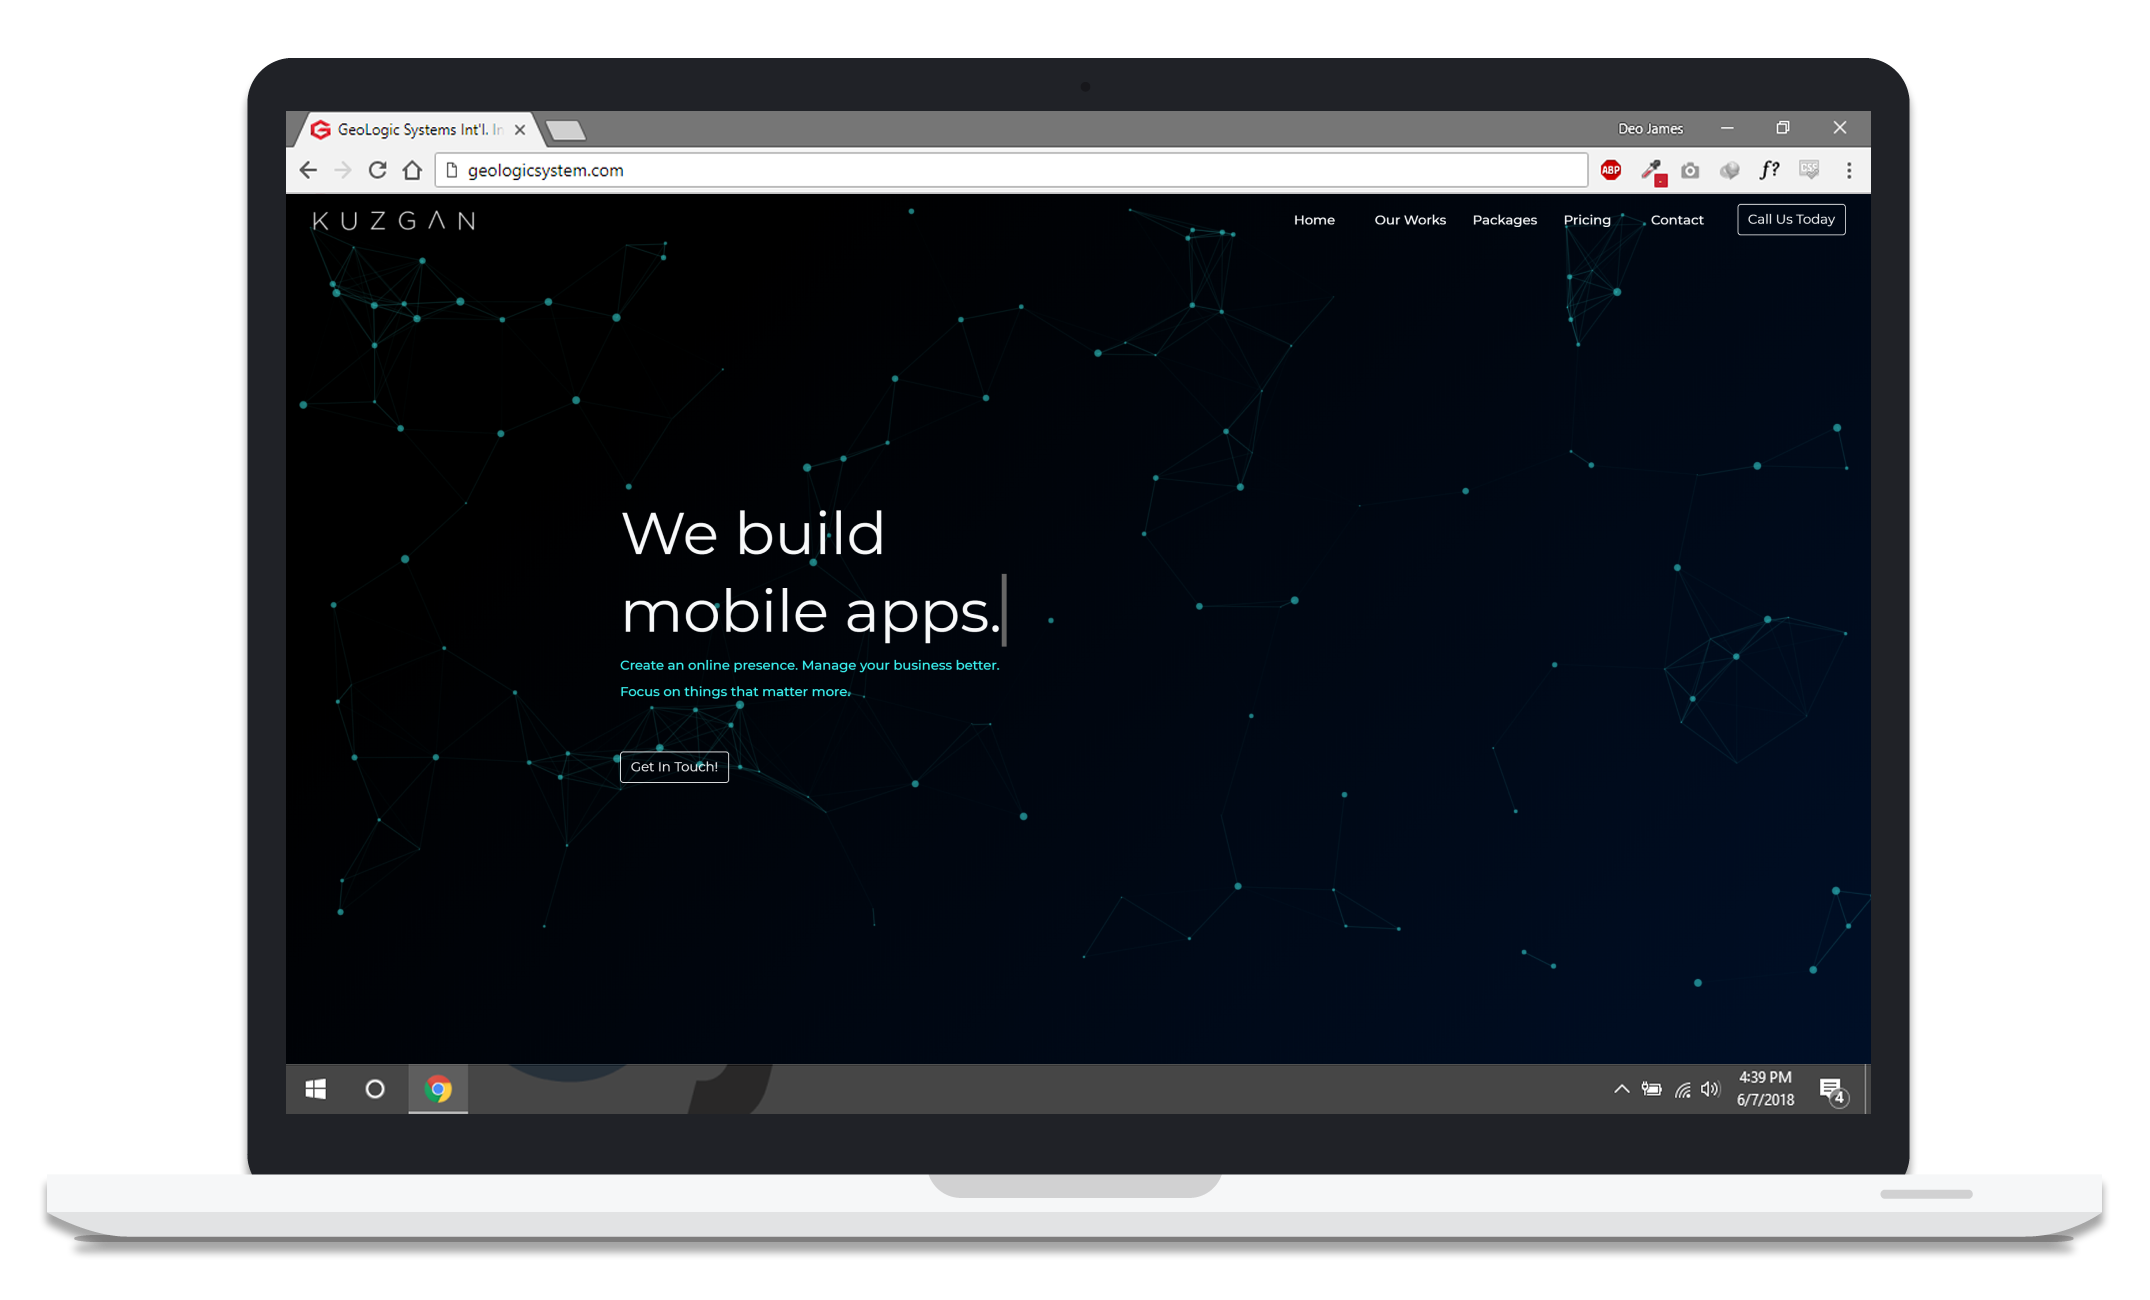 GeoLogic Systems Int'l. In
Deo James
geologicsystem.com
ABP
f?
CSS
KUZGAN
Home Our Works Packages Pricing Contact Call Us Today
We build
mobile apps.
Create an online presence. Manage your business better.
Focus on things that matter more.
Get In Touch!
4:39 PM
6/7/2018
4